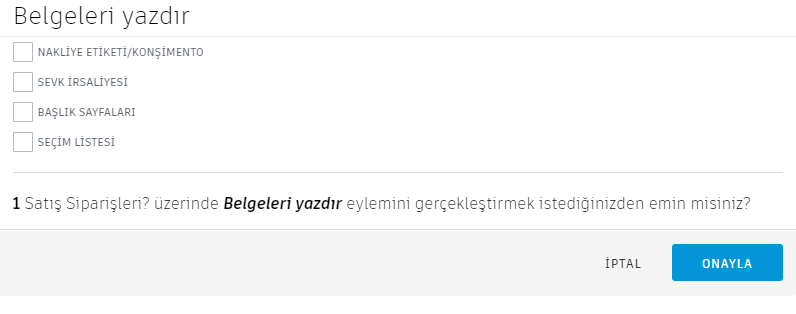 Belgeleri yazdır
NAKLİYE ETİKETİ/KONŞİMENTO
SEVK İRSALİYESİ
BAŞLIK SAYFALARI
SEÇİM LİSTESİ
1 Satış Siparişleri? üzerinde Belgeleri yazdır eylemini gerçekleştirmek istediğinizden emin misiniz?
İPTAL ONAYLA